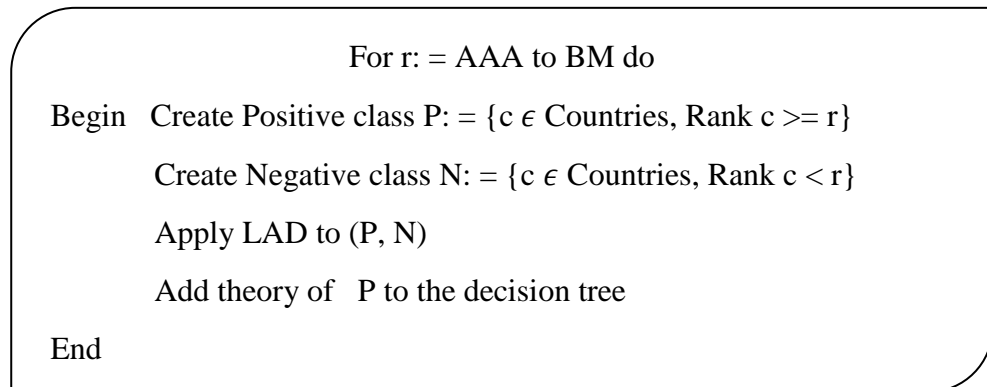 For r: = AAA to BM do
Begin Create Positive class P: = {c ϵ Countries, Rank c >= r}
Create Negative class N: = {c ϵ Countries, Rank c < r}
Apply LAD to (P, N)
Add theory of P to the decision tree
End